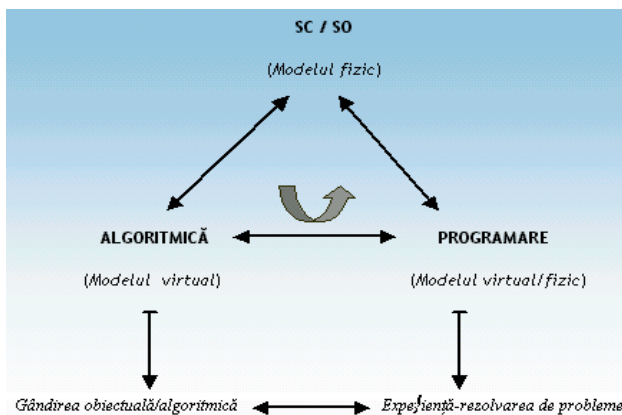 SC / SO
(Modelul fizic)
ALGORITMICĂ
PROGRAMARE
(Modelul virtual)
(Modelul virtual/fizic)
Gândirea obiectuală/algoritmică
Experiență-rezolvarea de probleme